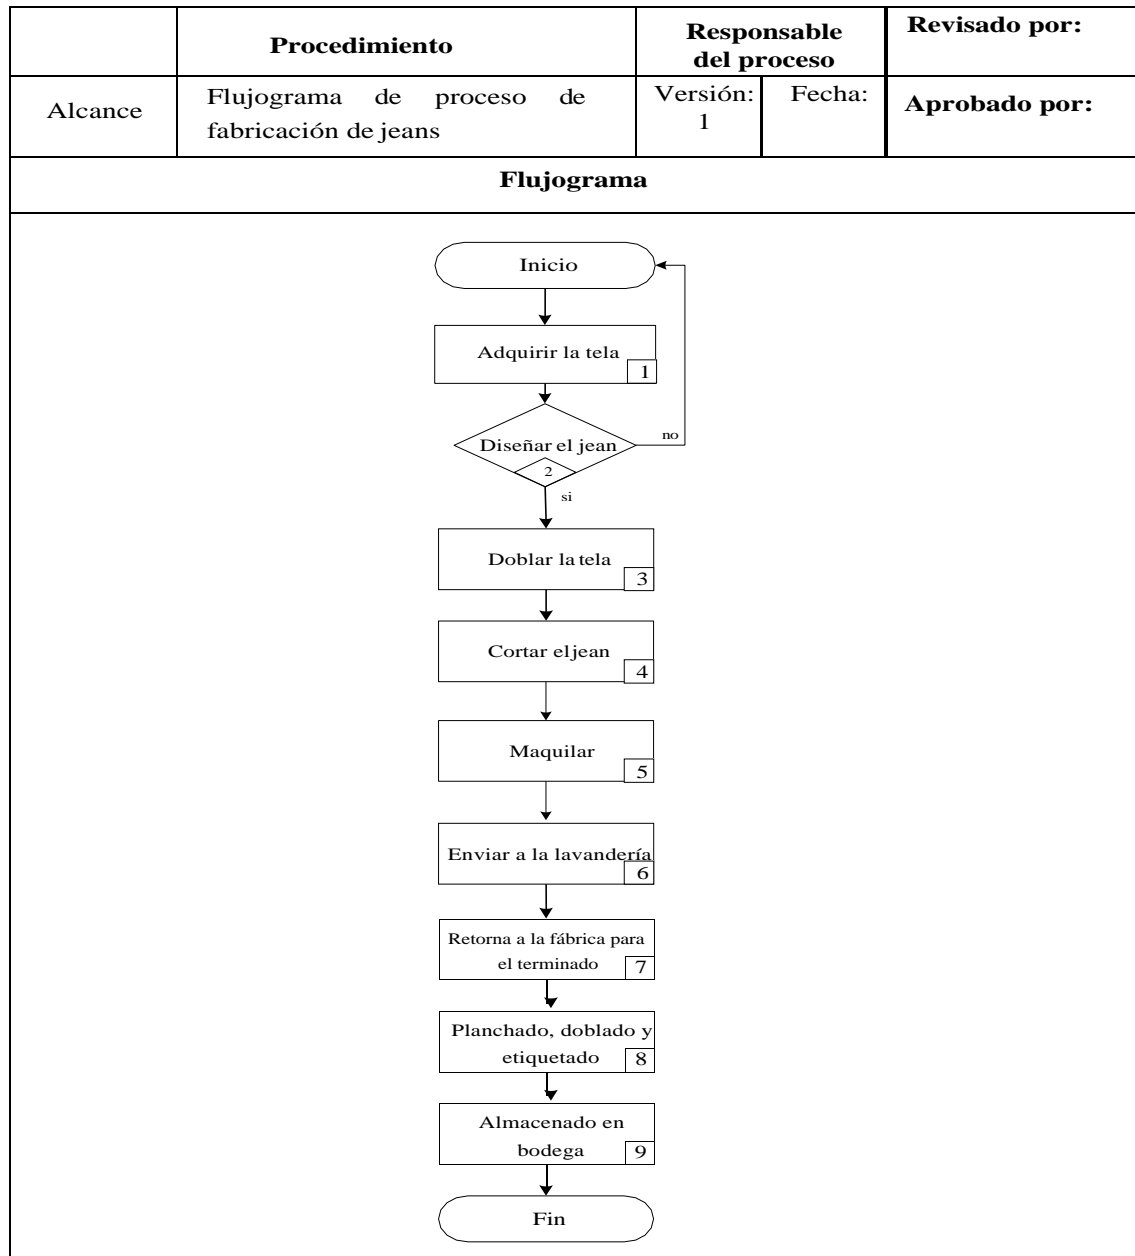 Procedimiento
Responsable
del proceso
Revisado por:
Alcance
Flujograma de proceso de
fabricación de jeans
Versión:
1
Fecha:
Aprobado por:
Flujograma
Inicio
Adquirir la tela
1
Diseñar el jean
no
2
si
Doblar la tela
3
Cortar el jean
4
Maquilar
5
Enviar a la lavandería
6
Retorna a la fábrica para
el terminado
7
Planchado, doblado y
etiquetado
8
Almacenado en
bodega
9
Fin